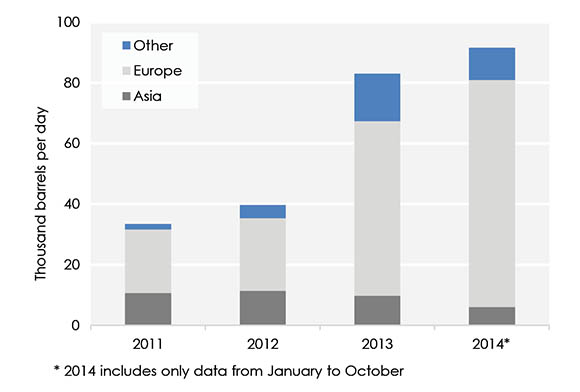 100
80
60
40
20
0
Thousand barrels per day
Other
Europe
Asia
2011 2012 2013 2014*
* 2014 includes only data from January to October